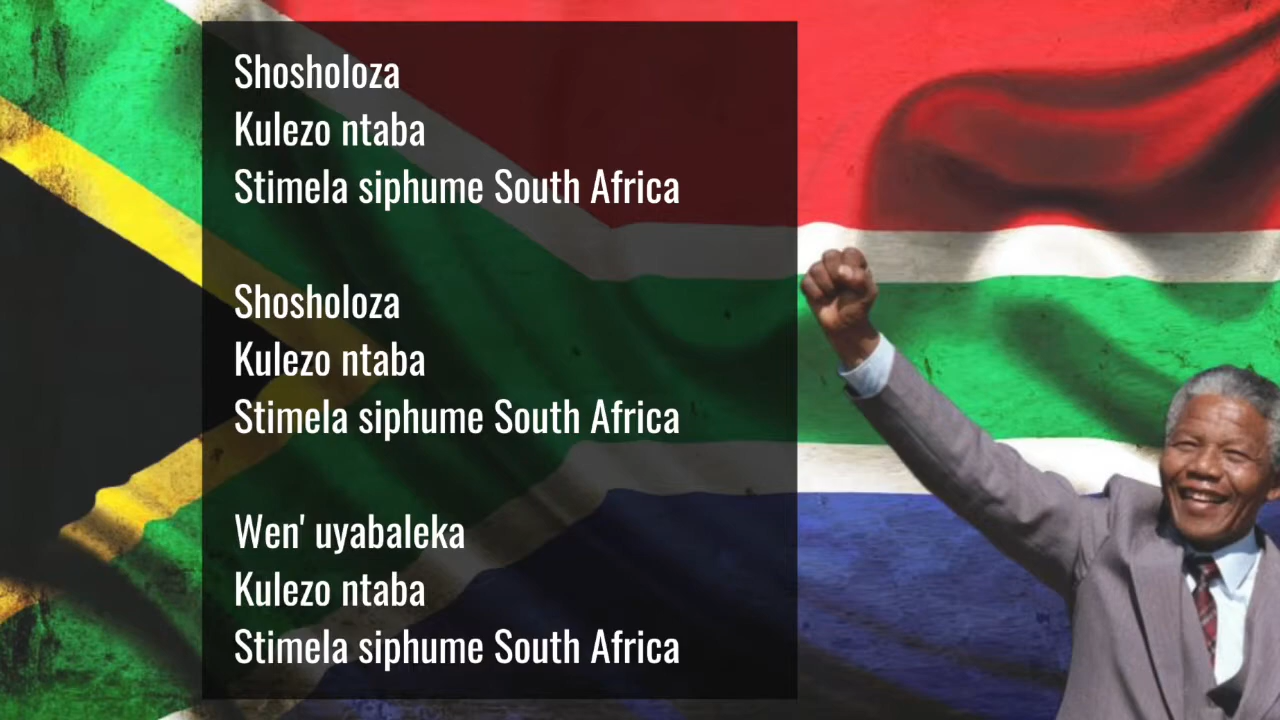 Shosholoza
Kulezo ntaba
Stimela siphume South Africa
Shosholoza
Kulezo ntaba
Stimela siphume South Africa
Wen' uyabaleka
Kulezo ntaba
Stimela siphume South Africa